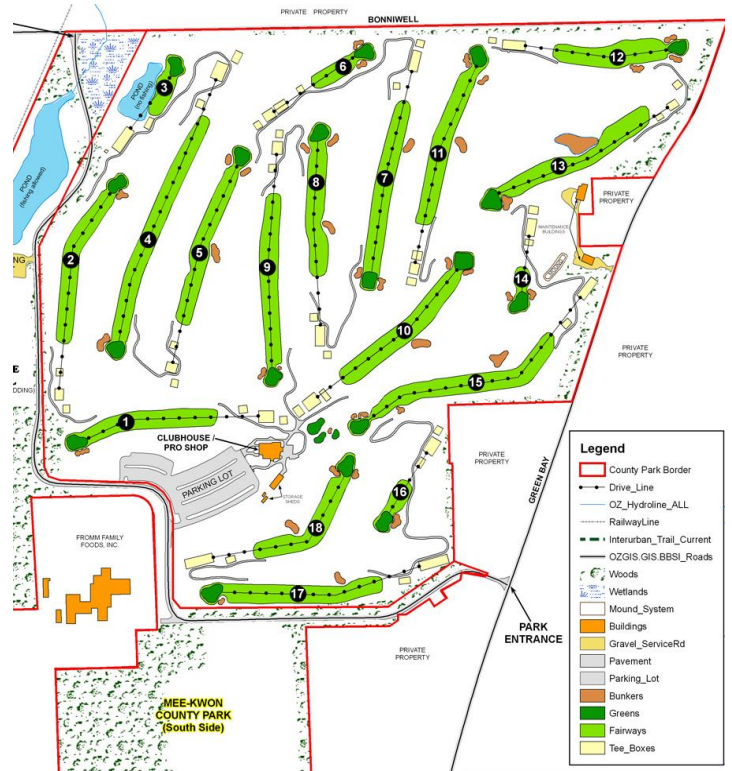 PRIVATE PROPERTY
BONNIWELL
POND
(no fishing)
POND
(fishing allowed)
3
6
12
2
4
5
8
7
11
13
9
10
14
15
1
16
18
17
PRIVATE
PROPERTY
MAINTENANCE
BUILDINGS
PRIVATE
PROPERTY
CLUBHOUSE /
PRO SHOP
PARKING LOT
STORAGE
SHEDS
PRIVATE
PROPERTY
GREEN BAY
FROMM FAMILY
FOODS, INC.
PARK
ENTRANCE
PRIVATE
PROPERTY
MEE-KWON
COUNTY PARK
(South Side)
NG
E
DDING)
Legend
County Park Border
Drive_Line
OZ_Hydroline_ALL
RailwayLine
Interurban_Trail_Current
OZGIS.GIS.BBSI_Roads
Woods
Wetlands
Mound_System
Buildings
Gravel_ServiceRd
Pavement
Parking_Lot
Bunkers
Greens
Fairways
Tee_Boxes